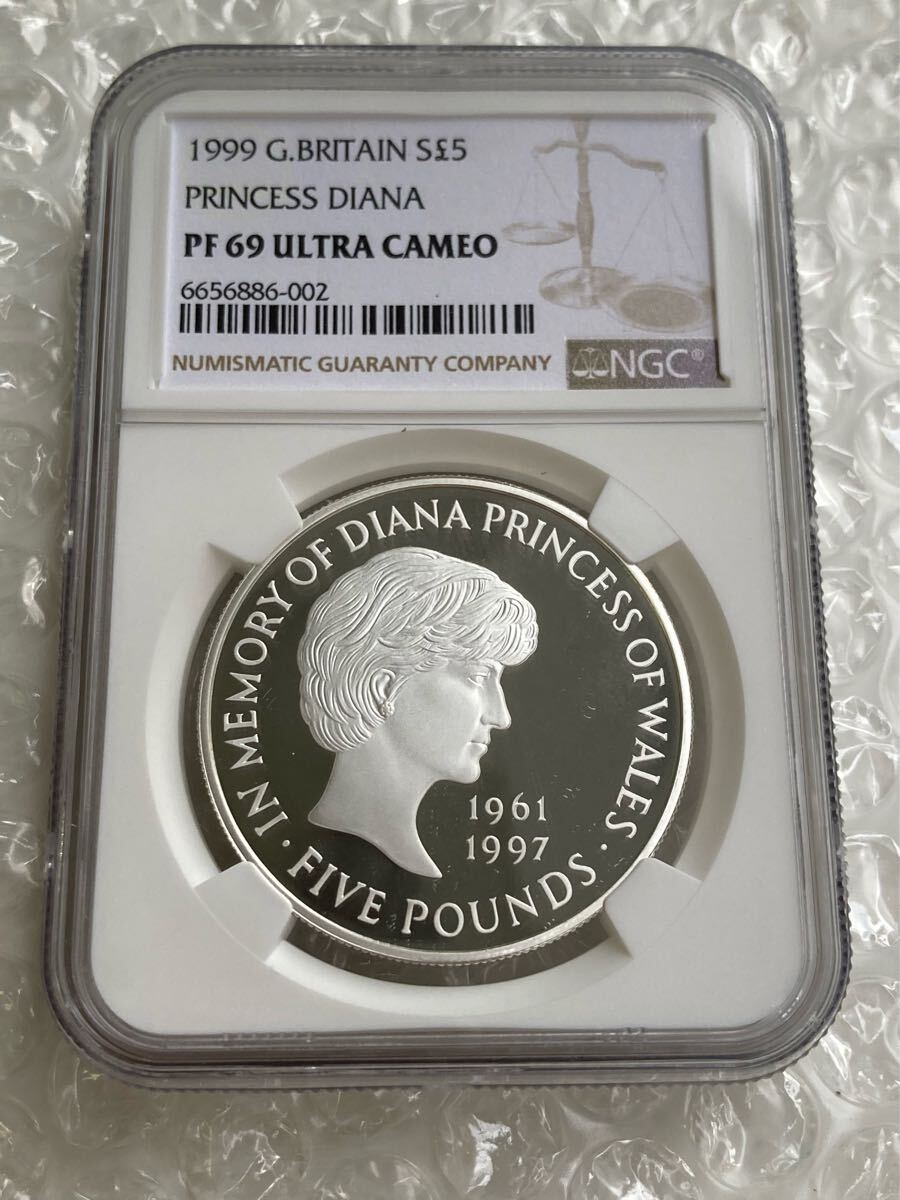 1999 G.BRITAIN S£5
PRINCESS DIANA
PF 69 ULTRA CAMEO
6656886-002
NUMISMATIC GUARANTY COMPANY
NGC®
IN MEMORY OF DIANA PRINCESS OF WALES
1961
1997
· FIVE POUNDS ·